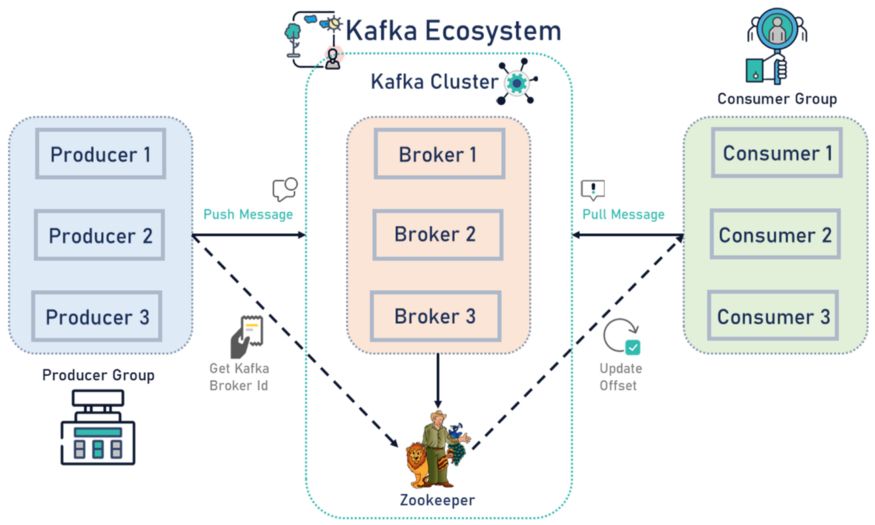 Kafka Ecosystem
Kafka Cluster
Consumer Group
Producer 1
Broker 1
Consumer 1
Push Message
Pull Message
Producer 2
Broker 2
Consumer 2
Producer 3
Broker 3
Consumer 3
Producer Group
Get Kafka
Broker Id
Update
Offset
Zookeeper